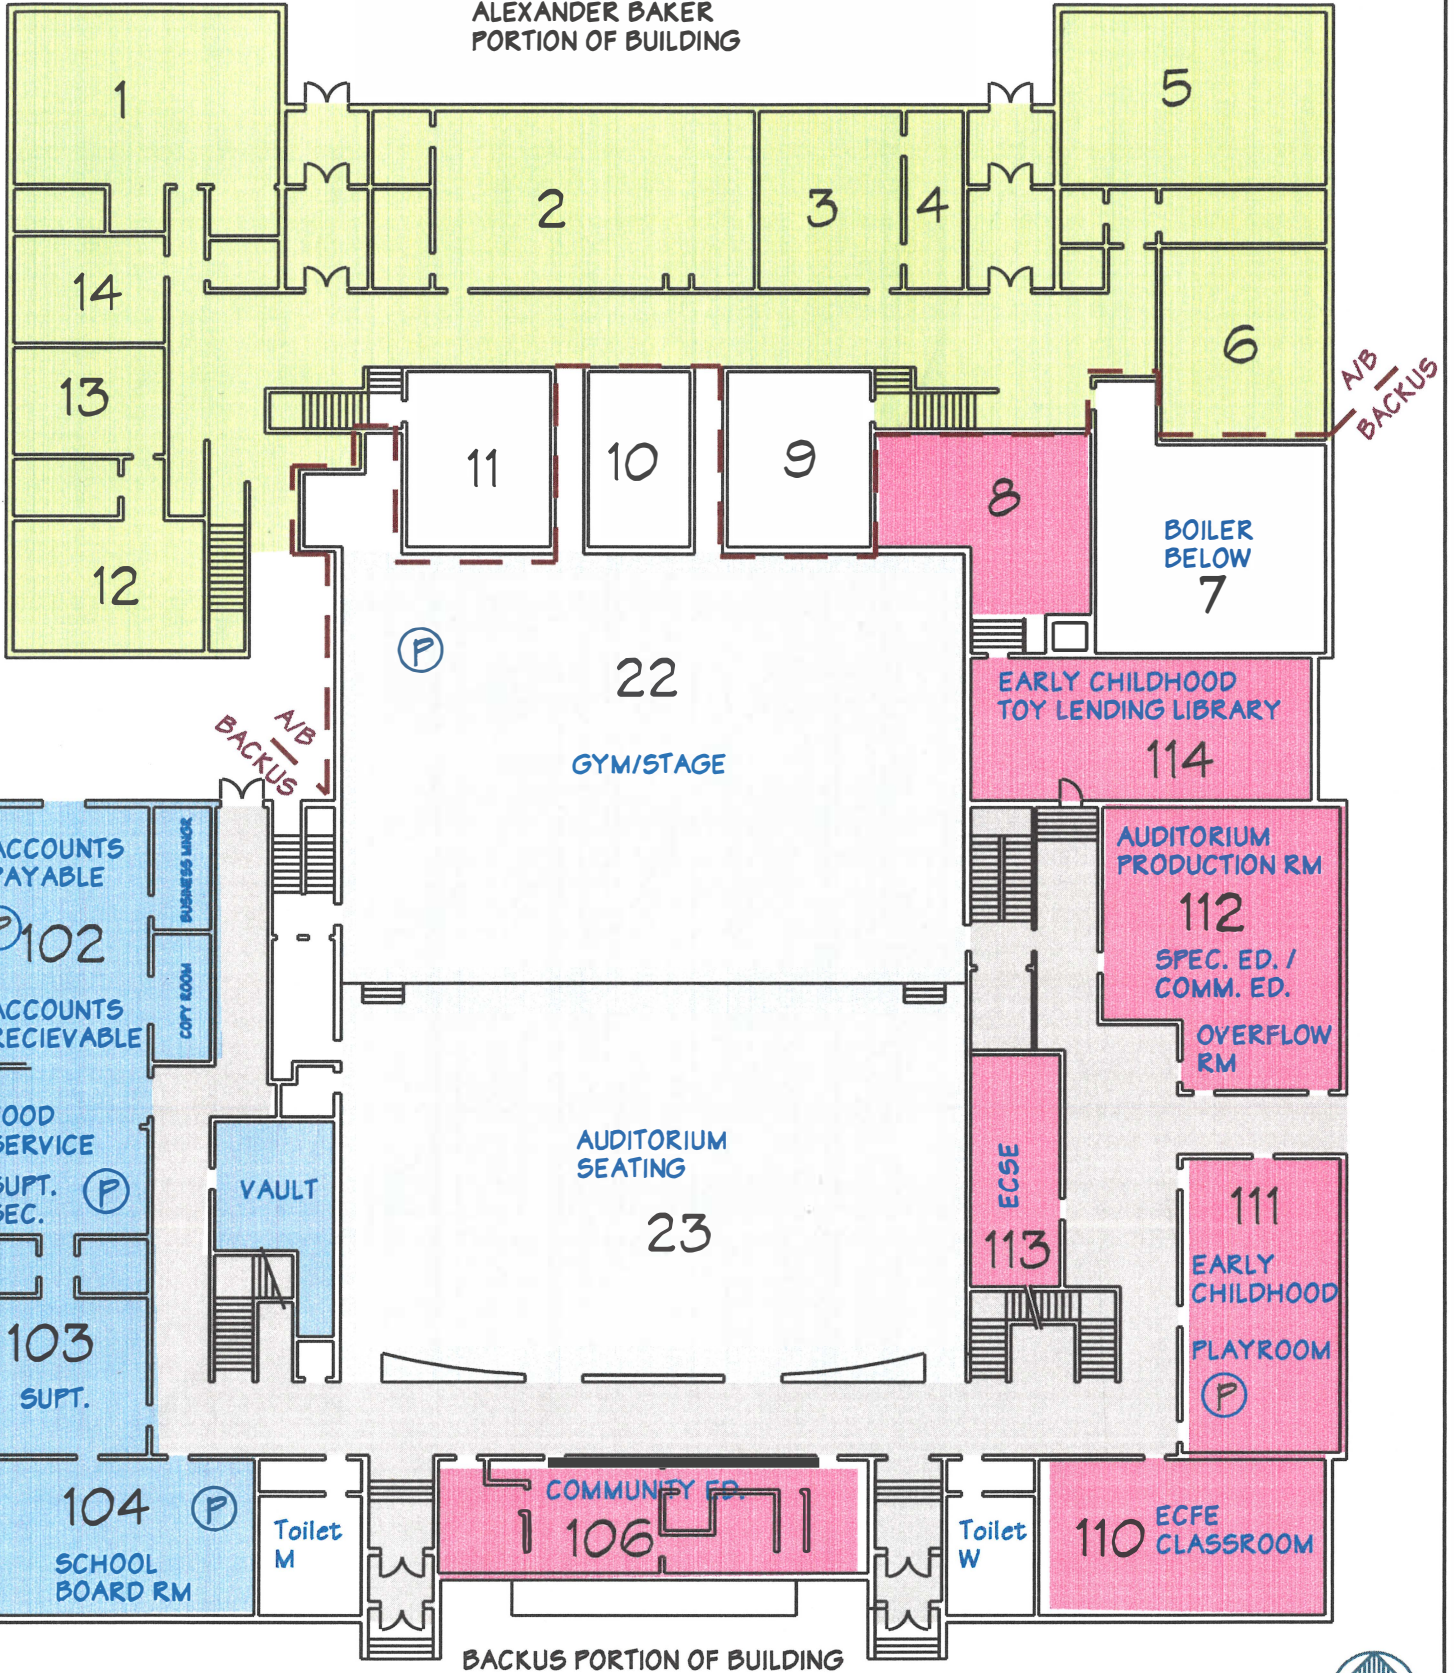 ALEXANDER BAKER
PORTION OF BUILDING
1
5
2
3
4
14
6
13
A/B
BACKUS
11
10
9
8
12
BOILER
BELOW
7
P
22
GYM/STAGE
EARLY CHILDHOOD
TOY LENDING LIBRARY
114
A/B
BACKUS
ACCOUNTS
PAYABLE
P
102
ACCOUNTS
RECIEVABLE
BUSINESS MNGR
COPY ROOM
AUDITORIUM
PRODUCTION RM
112
SPEC. ED. /
COMM. ED.
OVERFLOW
RM
OOD
SERVICE
SUPT.
SEC.
P
VAULT
AUDITORIUM
SEATING
23
ECSE
113
111
EARLY
CHILDHOOD
PLAYROOM
P
103
SUPT.
104
P
SCHOOL
BOARD RM
Toilet
M
COMMUNITY ED.
106
Toilet
W
110
ECFE
CLASSROOM
BACKUS PORTION OF BUILDING